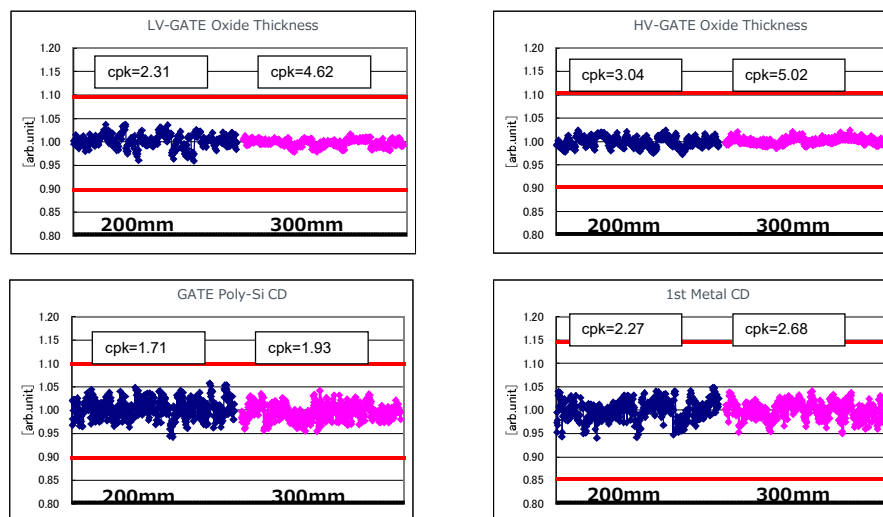 LV-GATE Oxide Thickness
1.20
1.15
1.10
1.05
1.00
0.95
0.90
0.85
0.80
[arb.unit]
cpk=2.31
cpk=4.62
200mm
300mm
HV-GATE Oxide Thickness
1.20
1.15
1.10
1.05
1.00
0.95
0.90
0.85
0.80
[arb.unit]
cpk=3.04
cpk=5.02
200mm
300mm
GATE Poly-Si CD
1.20
1.15
1.10
1.05
1.00
0.95
0.90
0.85
0.80
[arb.unit]
cpk=1.71
cpk=1.93
200mm
300mm
1st Metal CD
1.20
1.15
1.10
1.05
1.00
0.95
0.90
0.85
0.80
[arb.unit]
cpk=2.27
cpk=2.68
200mm
300mm